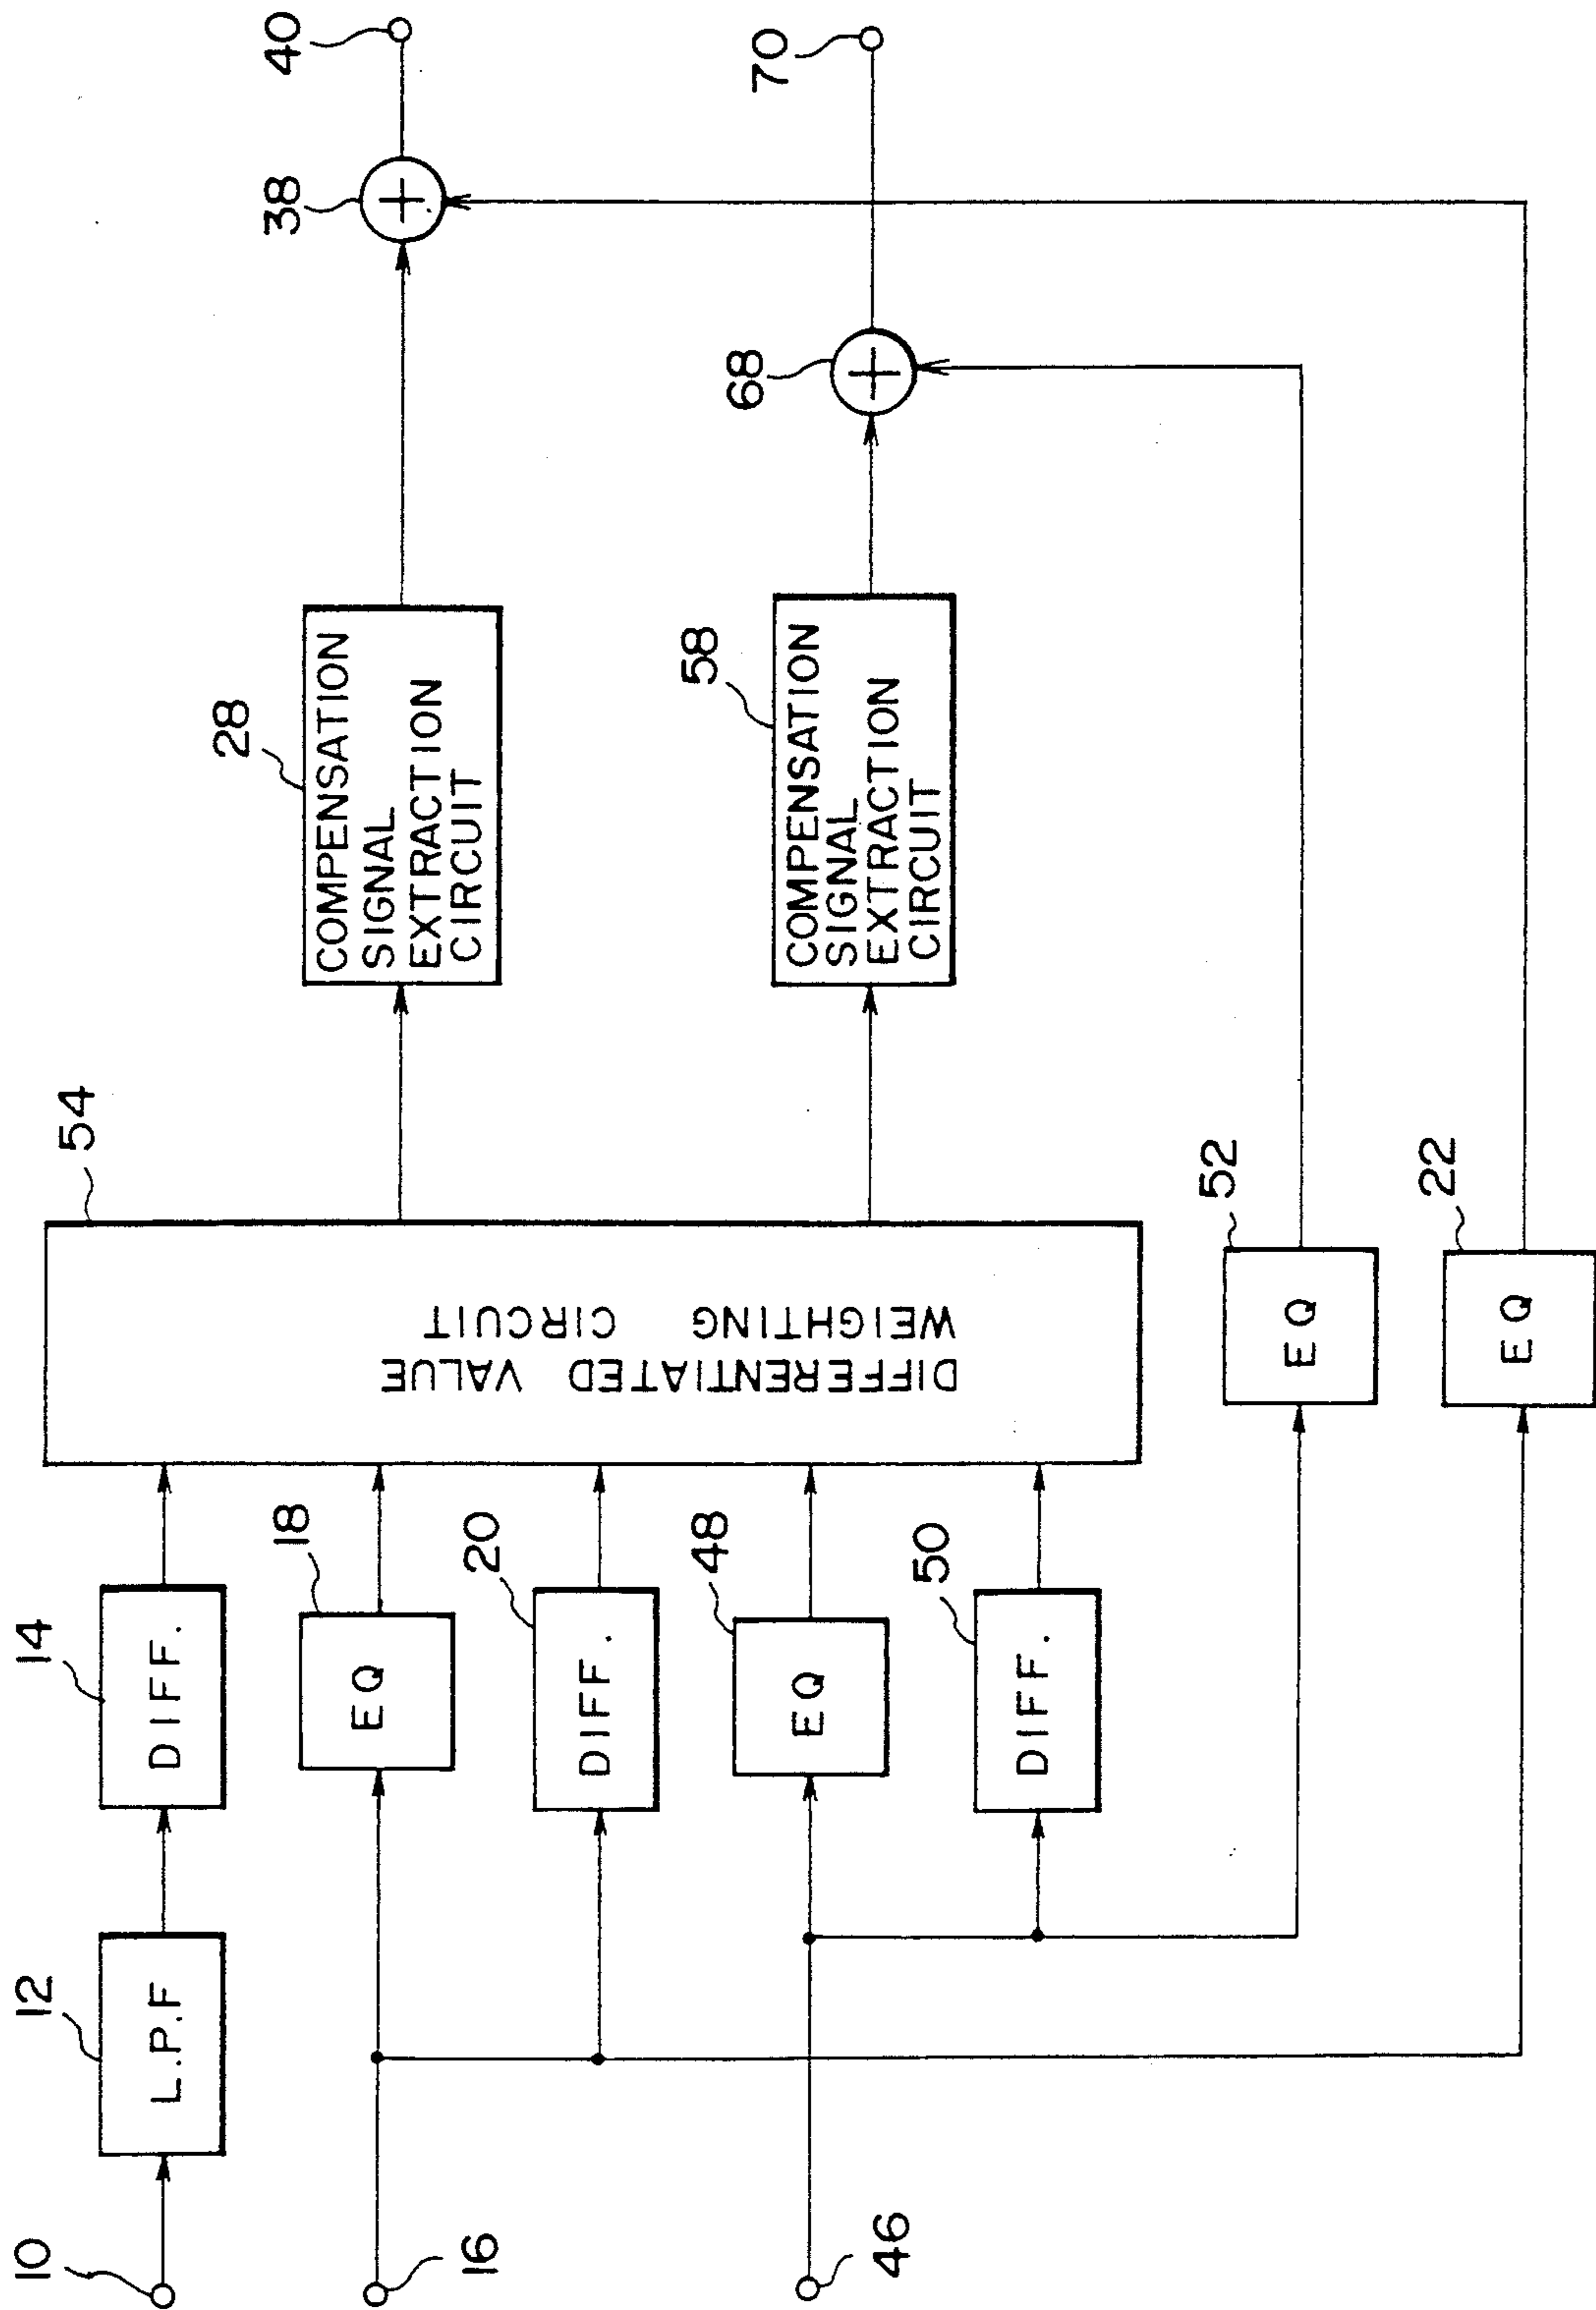 10
12
L.P.F
14
DIFF.
16
18
EQ
20
DIFF.
46
48
EQ
50
DIFF.
54
DIFFERENTIATED VALUE
WEIGHTING CIRCUIT
52
EQ
22
EQ
28
COMPENSATION
SIGNAL
EXTRACTION
CIRCUIT
58
COMPENSATION
SIGNAL
EXTRACTION
CIRCUIT
38
+
40
68
+
70